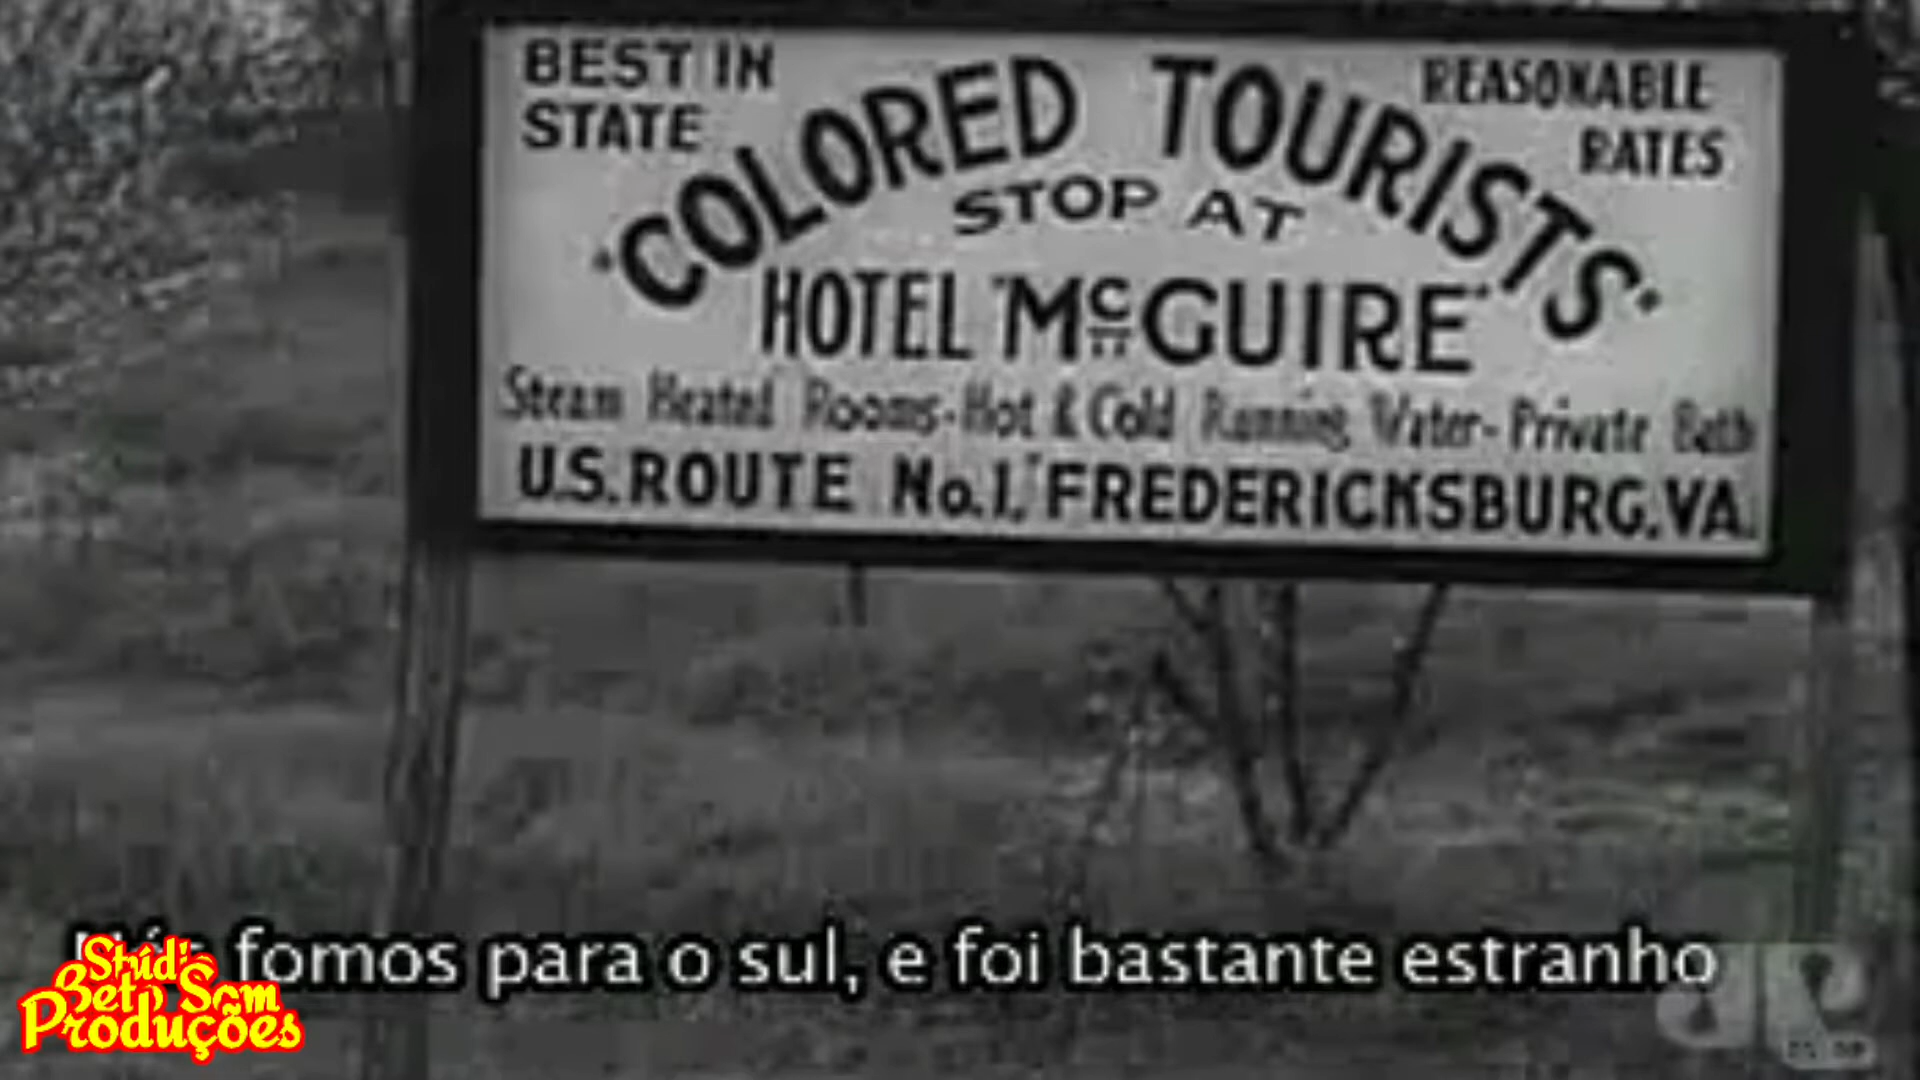 BEST IN
STATE
REASONABLE
RATES
"COLORED TOURISTS"
STOP AT
HOTEL "McGUIRE"
Steam Heated Rooms-Hot & Cold Running Water-Private Bath
U.S. ROUTE No.1, FREDERICKSBURG, VA.
fomos para o sul, e foi bastante estranho
Stúd's
Beto Som
Produções